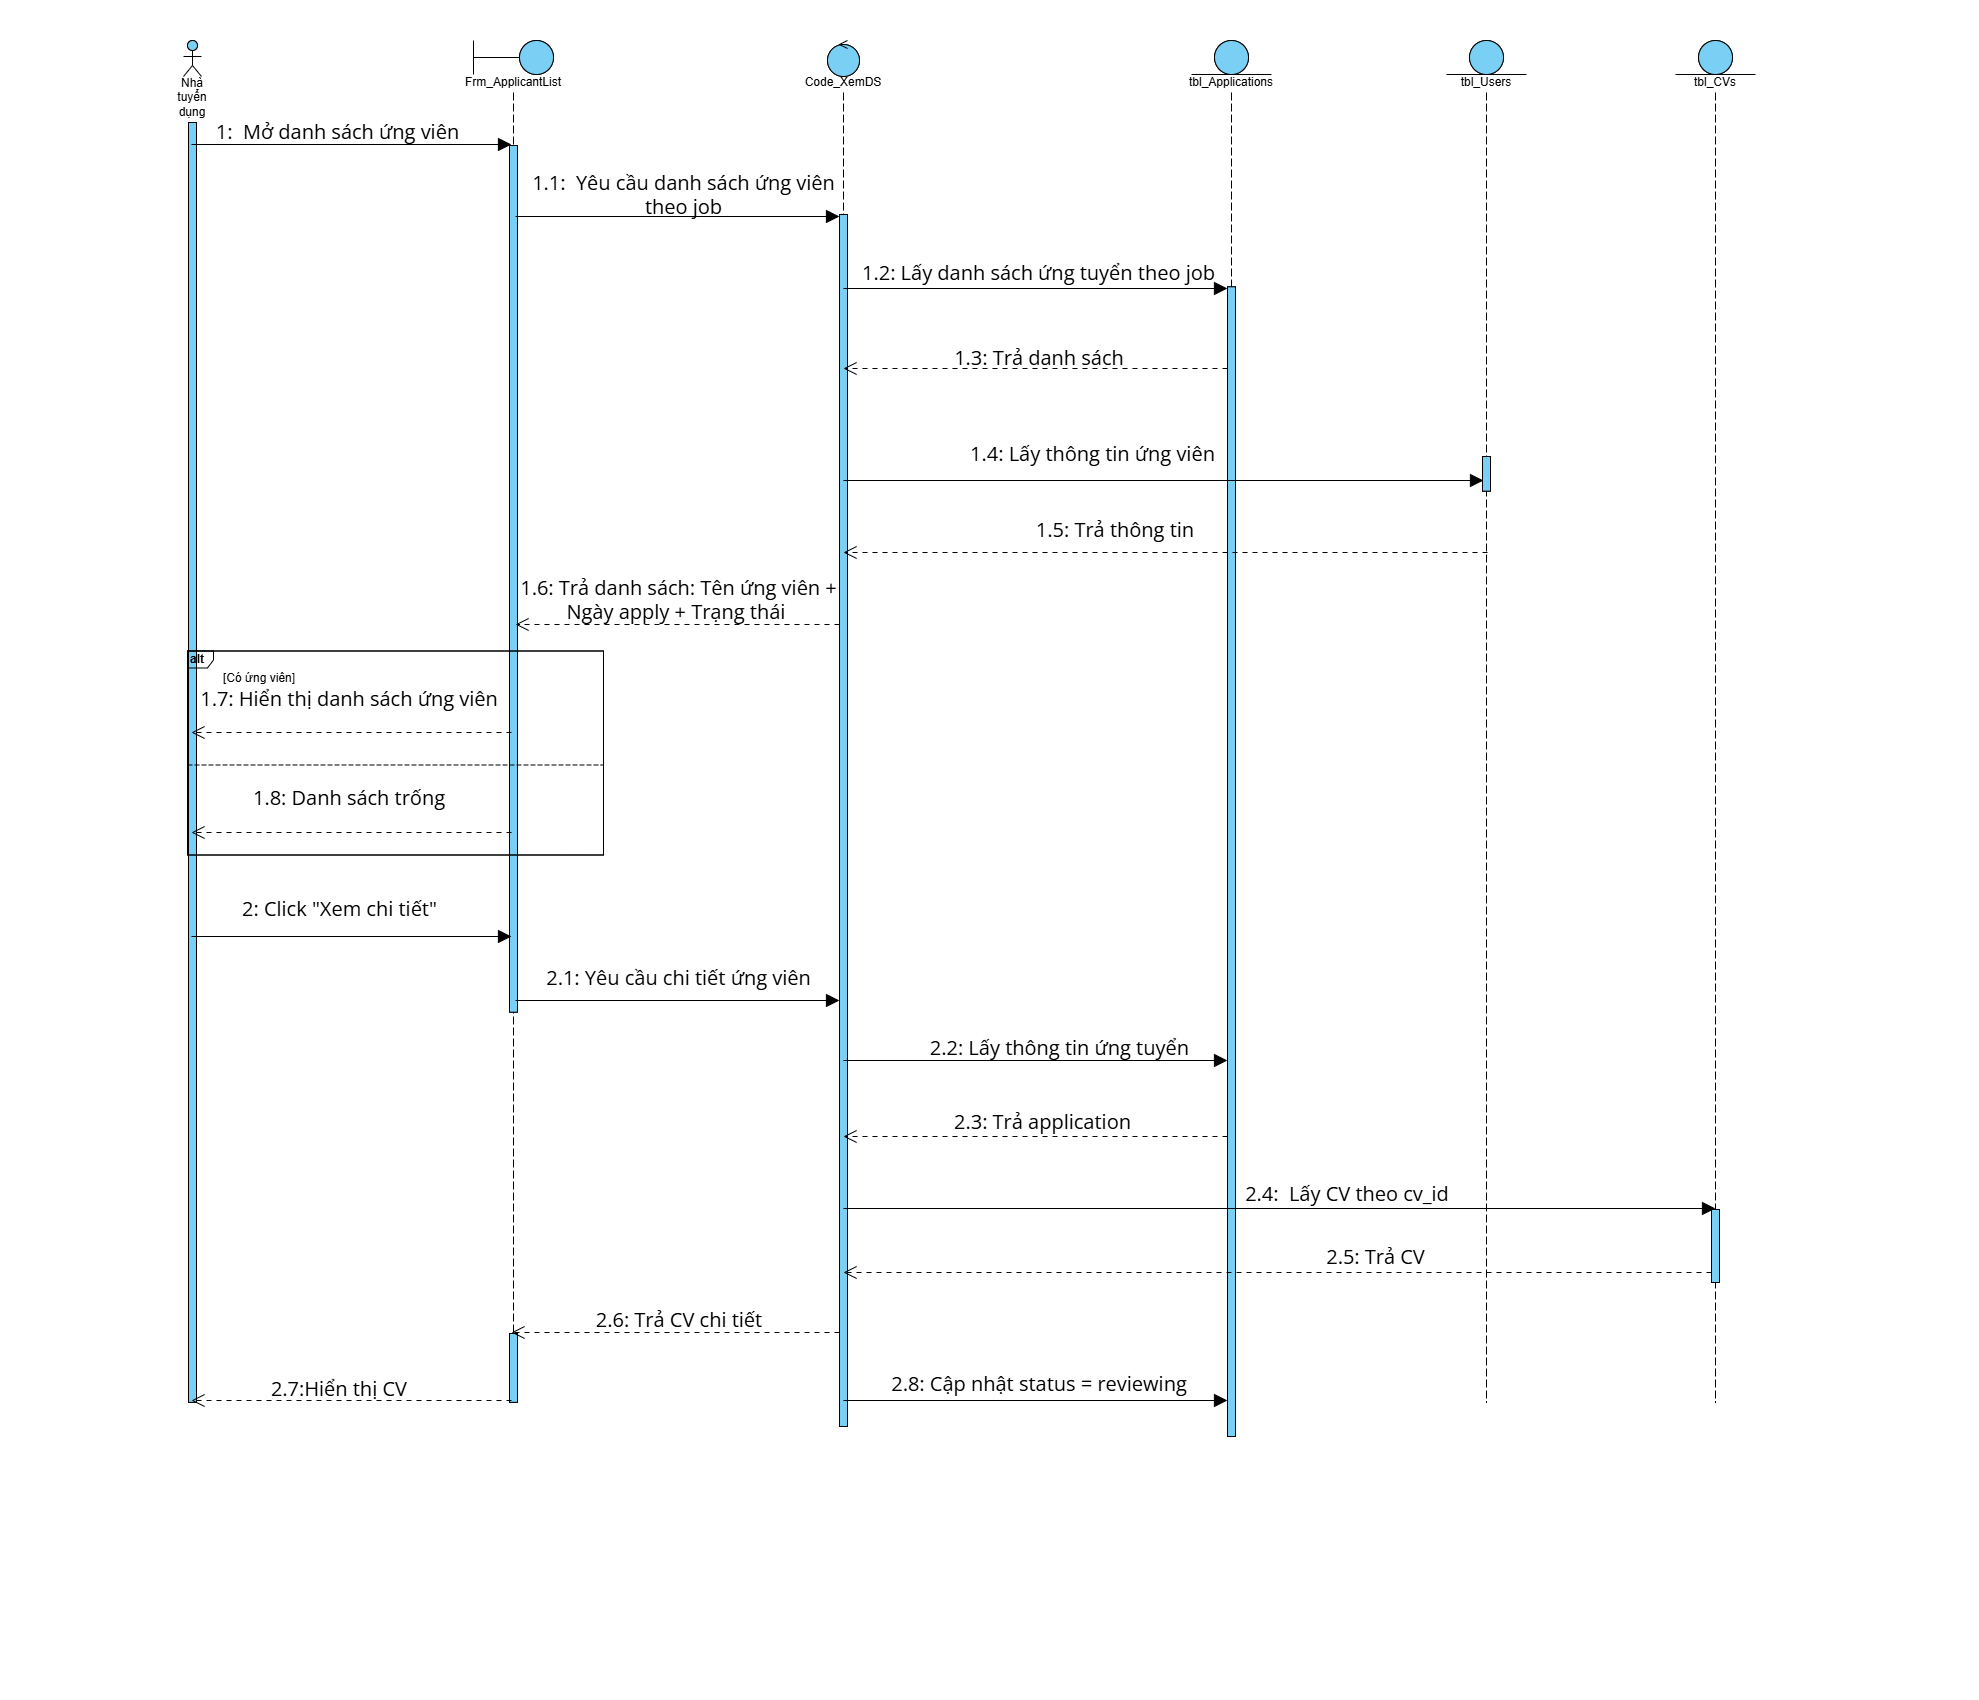 Nhà
tuyển
dụng
Frm_ApplicantList
Code_XemDS
tbl_Applications
tbl_Users
tbl_CVs
1:  Mở danh sách ứng viên
1.1:  Yêu cầu danh sách ứng viên
theo job
1.2: Lấy danh sách ứng tuyển theo job
1.3: Trả danh sách
1.4: Lấy thông tin ứng viên
1.5: Trả thông tin
1.6: Trả danh sách: Tên ứng viên +
Ngày apply + Trạng thái
alt
[Có ứng viên]
1.7: Hiển thị danh sách ứng viên
1.8: Danh sách trống
2: Click "Xem chi tiết"
2.1: Yêu cầu chi tiết ứng viên
2.2: Lấy thông tin ứng tuyển
2.3: Trả application
2.4:  Lấy CV theo cv_id
2.5: Trả CV
2.6: Trả CV chi tiết
2.7:Hiển thị CV
2.8: Cập nhật status = reviewing